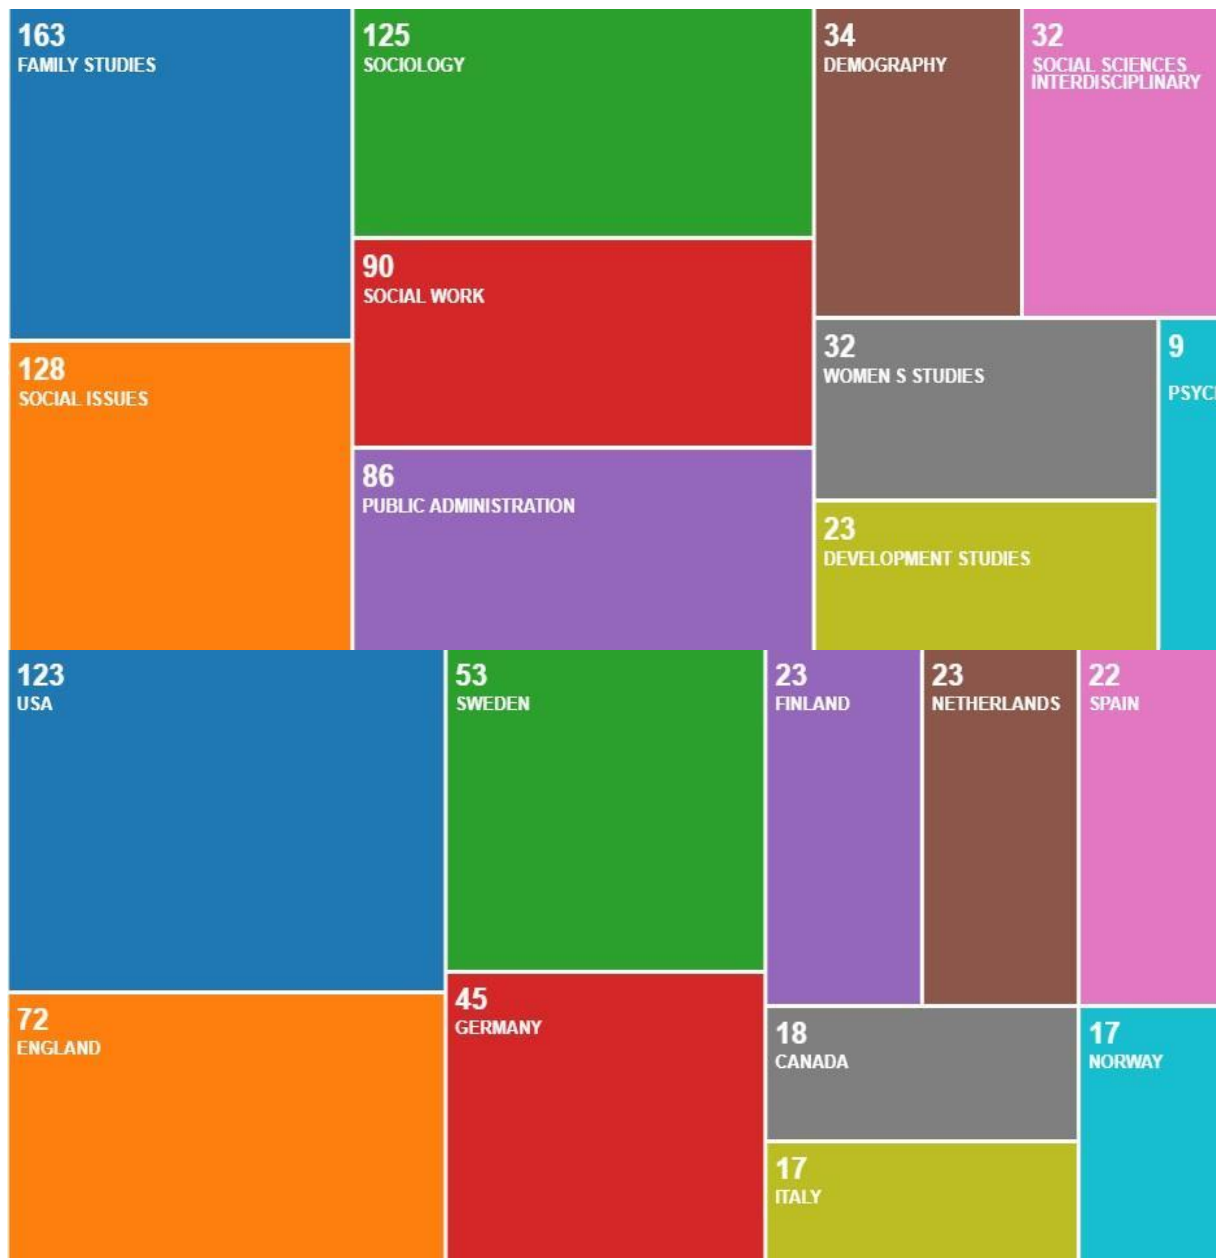 163
FAMILY STUDIES
125
SOCIOLOGY
34
DEMOGRAPHY
32
SOCIAL SCIENCES
INTERDISCIPLINARY
90
SOCIAL WORK
32
WOMEN S STUDIES
9
128
SOCIAL ISSUES
86
PUBLIC ADMINISTRATION
23
DEVELOPMENT STUDIES
123
USA
53
SWEDEN
23
FINLAND
23
NETHERLANDS
22
SPAIN
72
ENGLAND
45
GERMANY
18
CANADA
17
NORWAY
17
ITALY